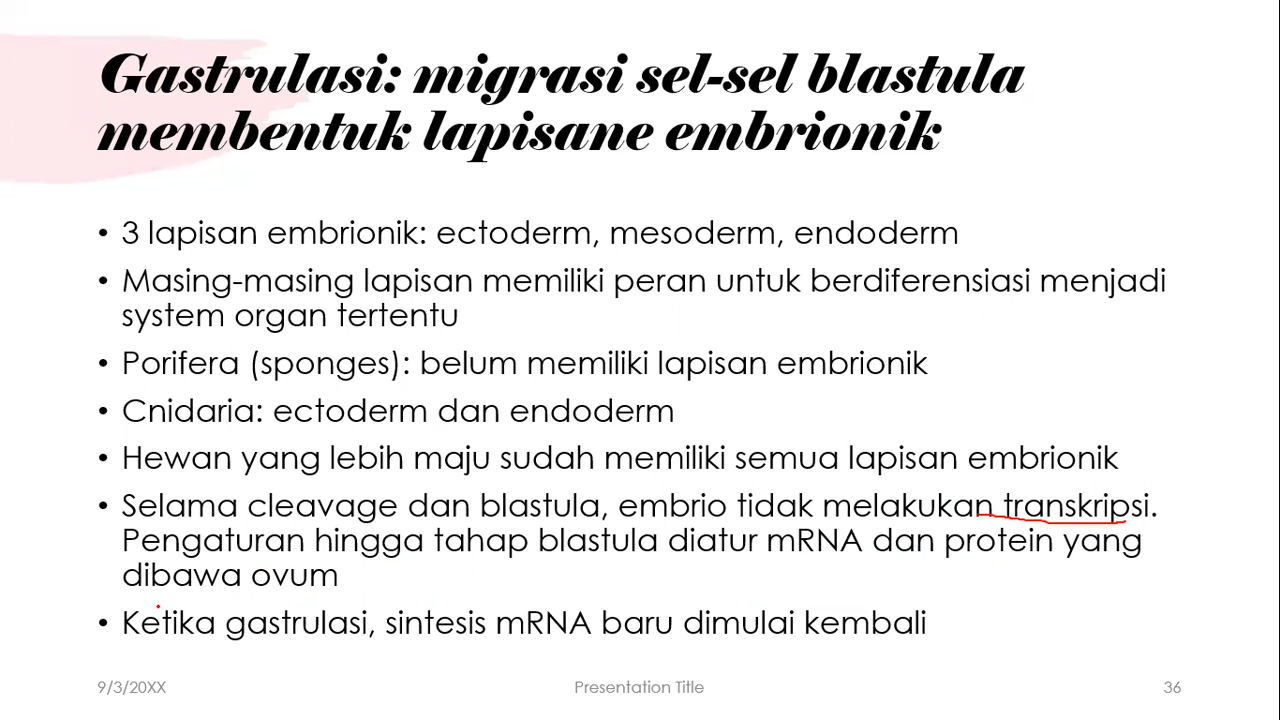 Gastrulasi: migrasi sel-sel blastula
membentuk lapisane embrionik
• 3 lapisan embrionik: ectoderm, mesoderm, endoderm
• Masing-masing lapisan memiliki peran untuk berdiferensiasi menjadi
system organ tertentu
• Porifera (sponges): belum memiliki lapisan embrionik
• Cnidaria: ectoderm dan endoderm
• Hewan yang lebih maju sudah memiliki semua lapisan embrionik
• Selama cleavage dan blastula, embrio tidak melakukan transkripsi.
Pengaturan hingga tahap blastula diatur mRNA dan protein yang
dibawa ovum
• Ketika gastrulasi, sintesis mRNA baru dimulai kembali
9/3/20XX Presentation Title 36